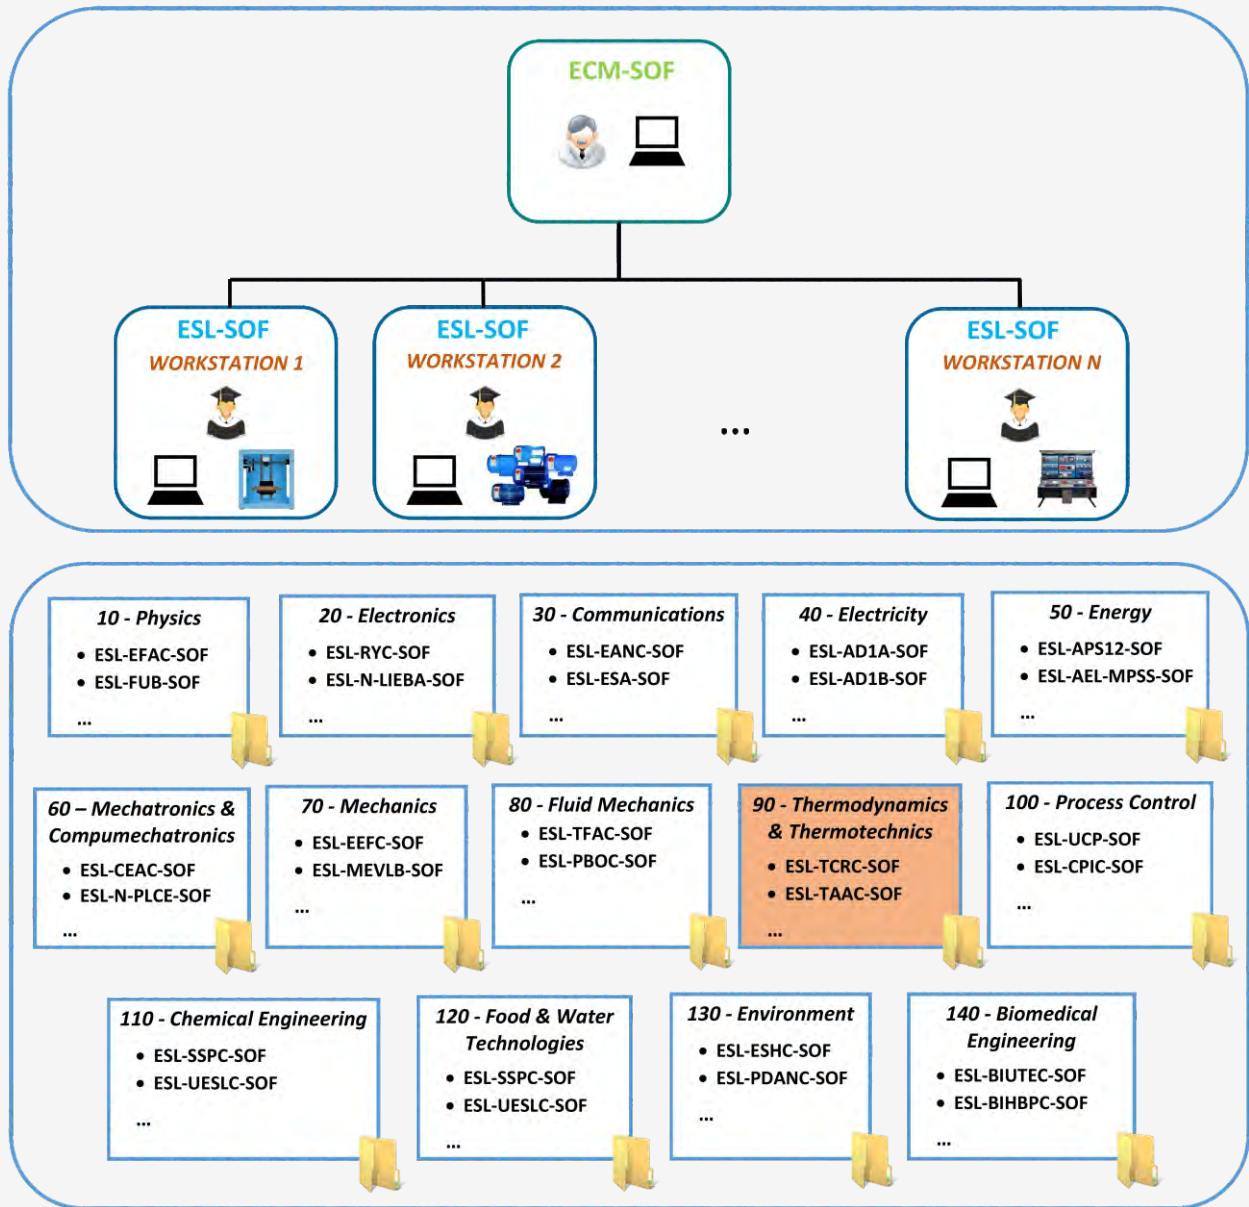 ECM-SOF
ESL-SOF
WORKSTATION 1
ESL-SOF
WORKSTATION 2
...
ESL-SOF
WORKSTATION N
10 - Physics
• ESL-EFAC-SOF
• ESL-FUB-SOF
...
20 - Electronics
• ESL-RYC-SOF
• ESL-N-LIEBA-SOF
...
30 - Communications
• ESL-EANC-SOF
• ESL-ESA-SOF
...
40 - Electricity
• ESL-AD1A-SOF
• ESL-AD1B-SOF
...
50 - Energy
• ESL-APS12-SOF
• ESL-AEL-MPSS-SOF
...
60 – Mechatronics &
Compumechatronics
• ESL-CEAC-SOF
• ESL-N-PLCE-SOF
...
70 - Mechanics
• ESL-EEFC-SOF
• ESL-MEVLB-SOF
...
80 - Fluid Mechanics
• ESL-TFAC-SOF
• ESL-PBOC-SOF
...
90 - Thermodynamics
& Thermotechnics
• ESL-TCRC-SOF
• ESL-TAAC-SOF
...
100 - Process Control
• ESL-UCP-SOF
• ESL-CPIC-SOF
...
110 - Chemical Engineering
• ESL-SSPC-SOF
• ESL-UESLC-SOF
...
120 - Food & Water
Technologies
• ESL-SSPC-SOF
• ESL-UESLC-SOF
...
130 - Environment
• ESL-ESHC-SOF
• ESL-PDANC-SOF
...
140 - Biomedical
Engineering
• ESL-BIUTEC-SOF
• ESL-BIHBPC-SOF
...